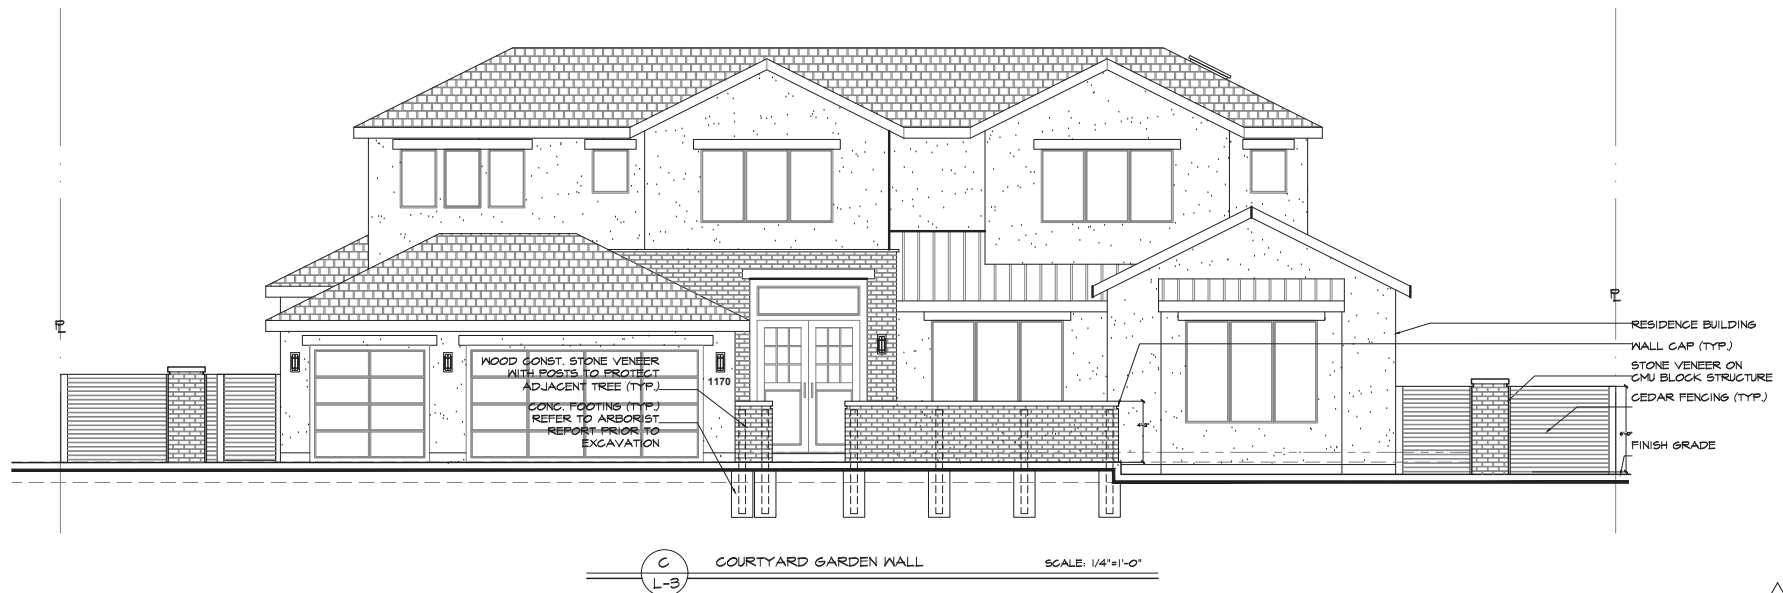 WOOD CONST. STONE VENEER
WITH POSTS TO PROTECT
ADJACENT TREE (TYP.)
CONC. FOOTING (TYP.)
REFER TO ARBORIST
REPORT PRIOR TO
EXCAVATION
1170
PL
PL
RESIDENCE BUILDING
WALL CAP (TYP.)
STONE VENEER ON
CMU BLOCK STRUCTURE
CEDAR FENCING (TYP.)
FINISH GRADE
C
L-3
COURTYARD GARDEN WALL
SCALE: 1/4"=1'-0"